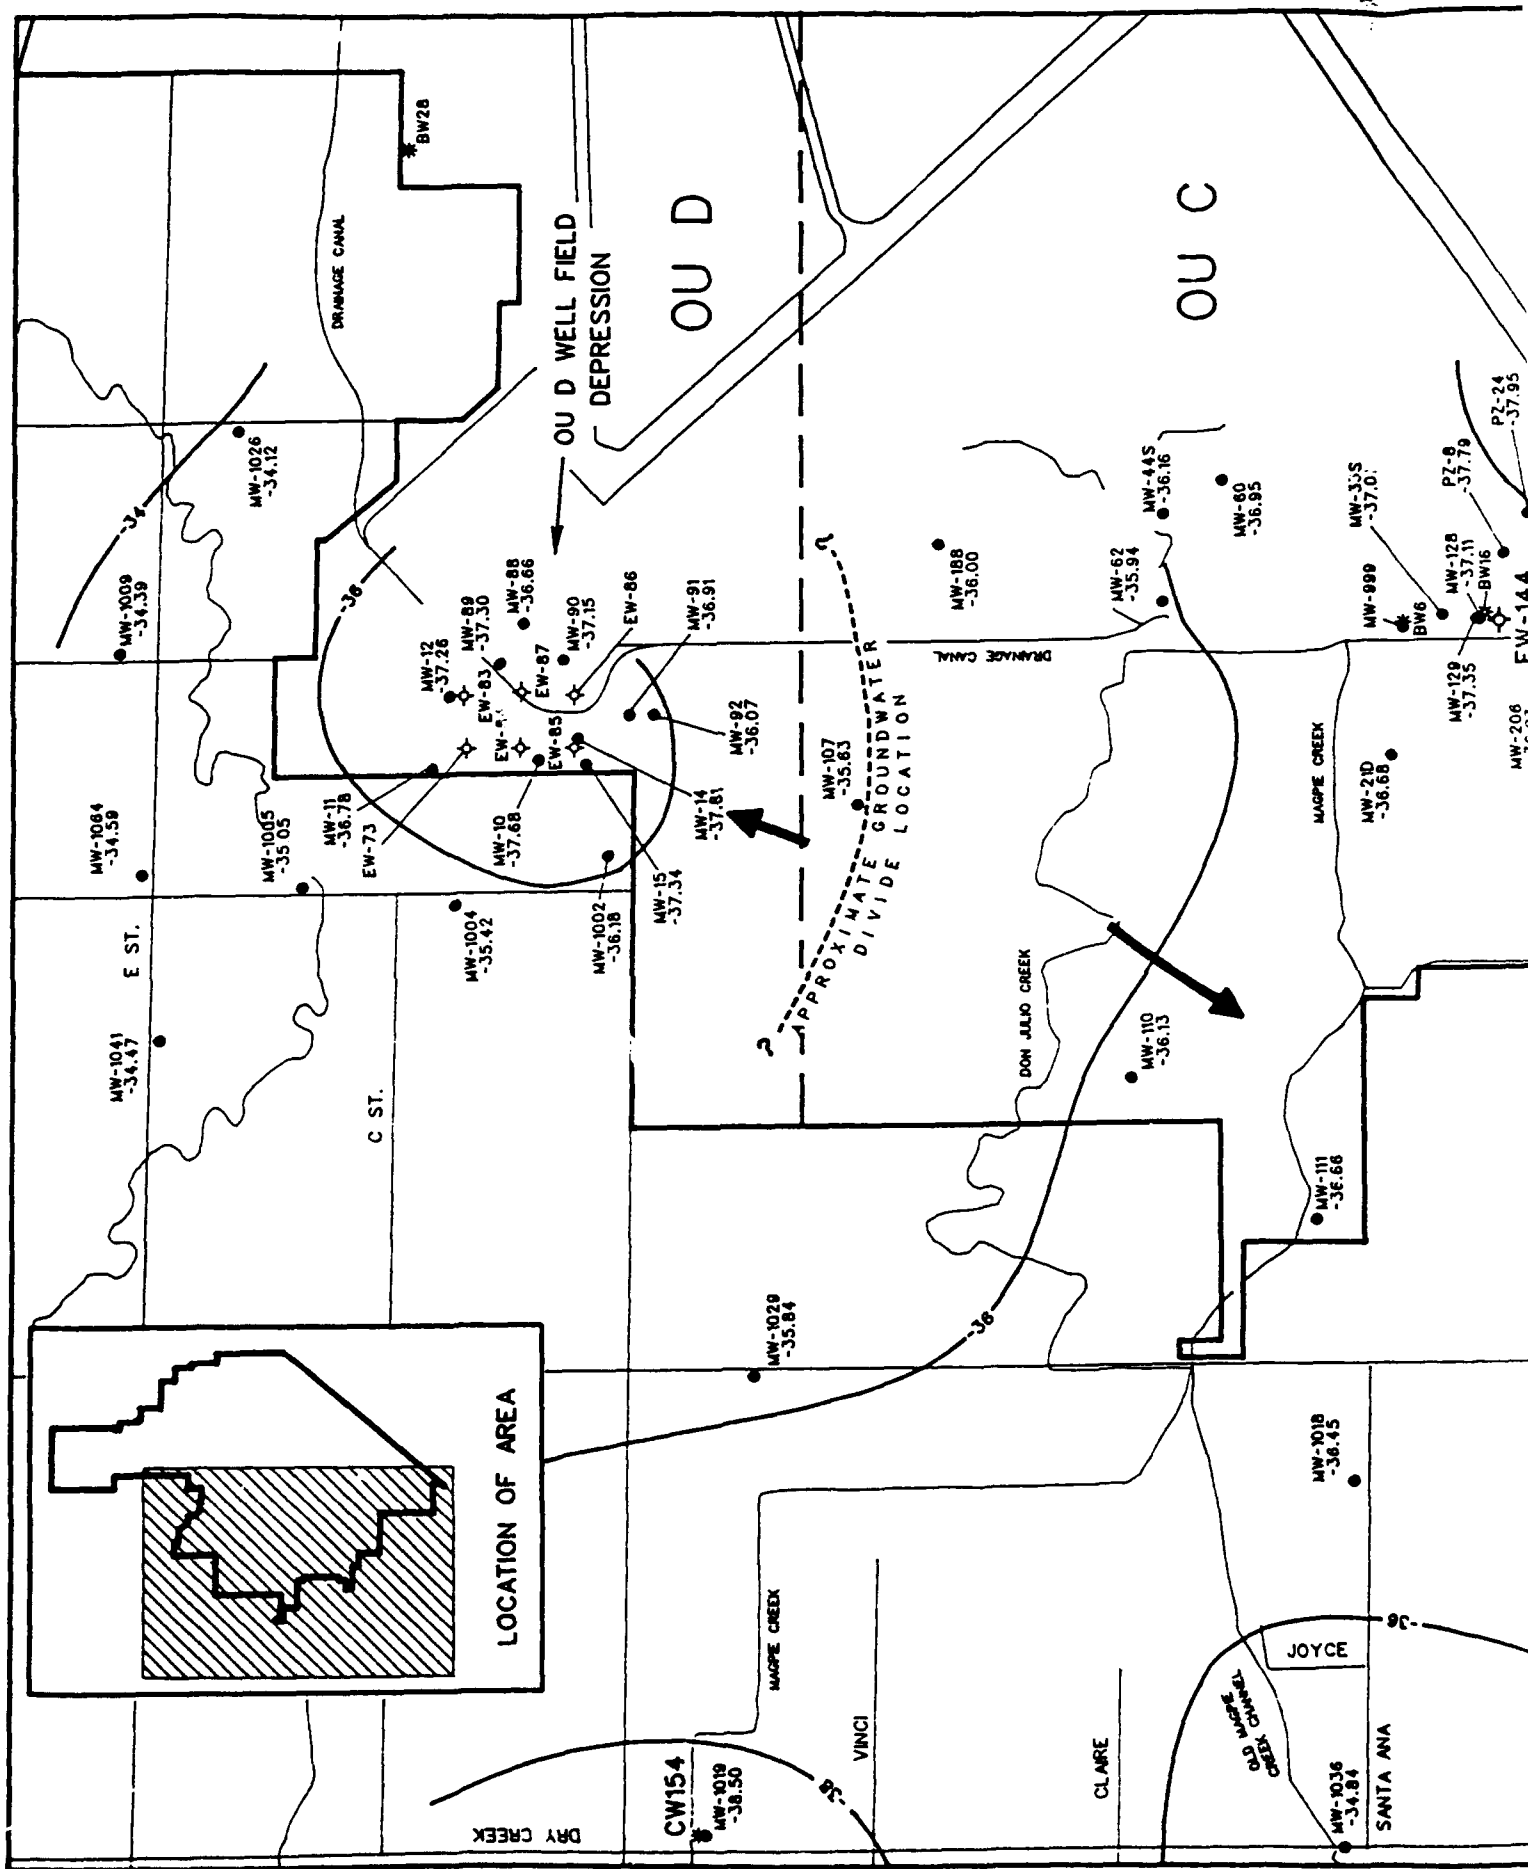 BW28
DRAINAGE CANAL
OU D WELL FIELD
DEPRESSION
OU D
OU C
MW-1026
-34.12
-34
MW-1009
-34.39
-36
MW-12
-37.26
MW-89
-37.30
MW-88
-36.66
MW-90
-37.15
EW-86
MW-91
-36.91
EW-83
EW-87
EW-85
MW-92
-36.07
MW-1064
-34.59
MW-1005
-35.05
MW-11
-36.78
EW-73
MW-10
-37.68
MW-14
-37.81
MW-15
-37.34
MW-1002
-36.18
MW-1004
-35.42
E ST.
C ST.
MW-1041
-34.47
MW-107
-35.63
APPROXIMATE GROUNDWATER
DIVIDE LOCATION
?
?
MW-188
-36.00
MW-62
-35.94
MW-44S
-36.16
MW-60
-36.95
DRAINAGE CANAL
MW-999
BW6
MW-128
-37.11
BW16
PZ-8
-37.79
PZ-24
-37.95
MW-129
-37.35
EW-144
MW-206
MW-21D
-36.68
MAGPIE CREEK
DON JULIO CREEK
MW-110
-36.13
MW-111
-36.66
MW-1029
-35.84
-36
LOCATION OF AREA
MW-1018
-36.45
MAGPIE CREEK
VINCI
CLAIRE
JOYCE
-36-
OLD MAGPIE
CREEK CHANNEL
SANTA ANA
MW-1036
-34.84
CW154
MW-1019
-38.50
-38-
DRY CREEK